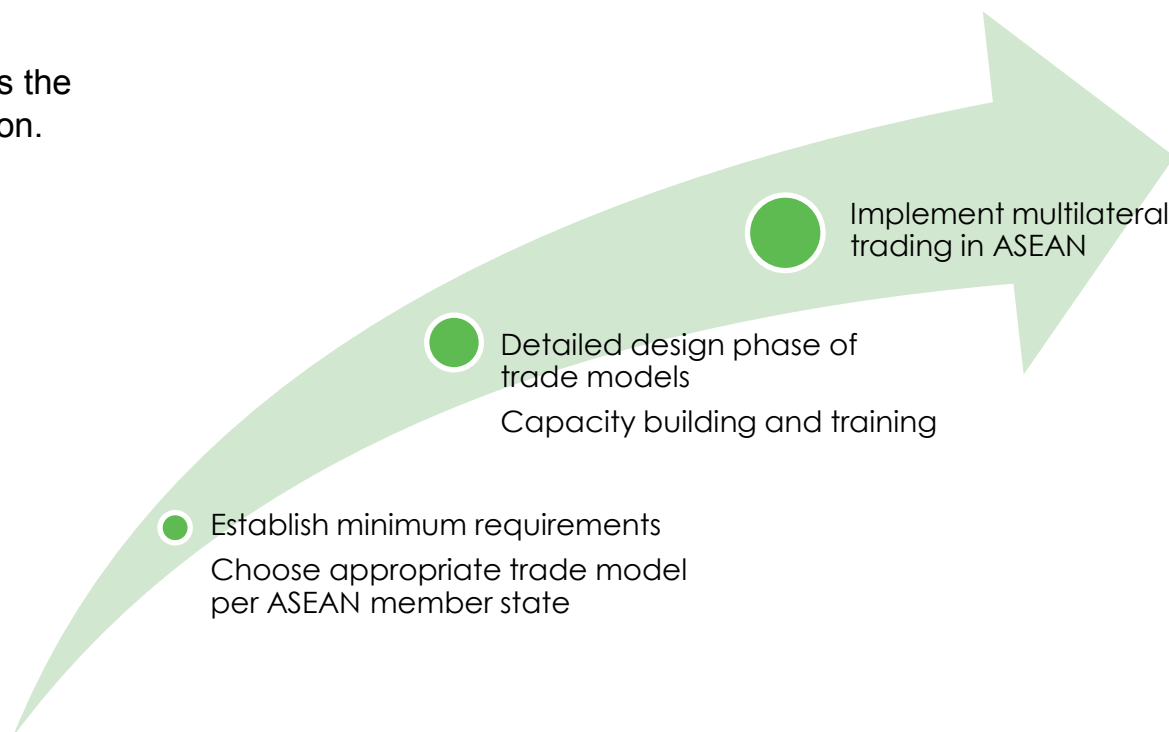 s the
on.
Implement multilateral
trading in ASEAN
Detailed design phase of
trade models
Capacity building and training
Establish minimum requirements
Choose appropriate trade model
per ASEAN member state